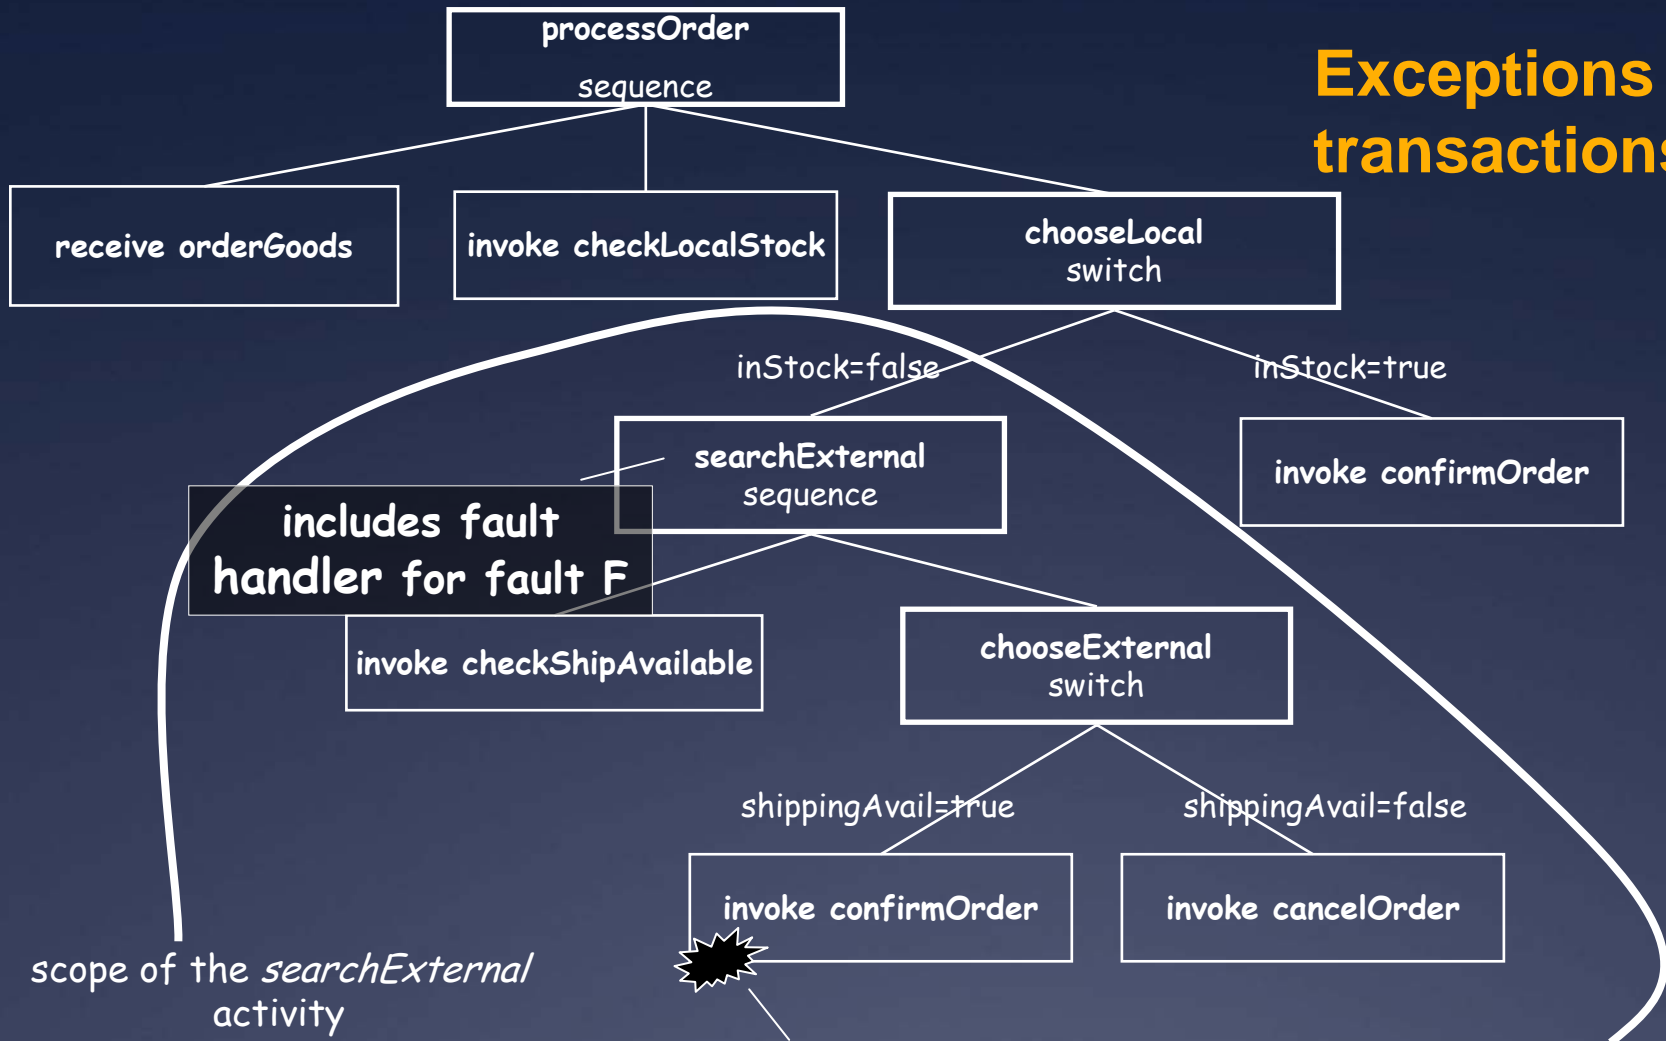 processOrder
sequence
Exceptions
transactions
receive orderGoods
invoke checkLocalStock
chooseLocal
switch
inStock=false
inStock=true
searchExternal
sequence
invoke confirmOrder
includes fault
handler for fault F
invoke checkShipAvailable
chooseExternal
switch
shippingAvail=true
shippingAvail=false
invoke confirmOrder
invoke cancelOrder
scope of the searchExternal
activity